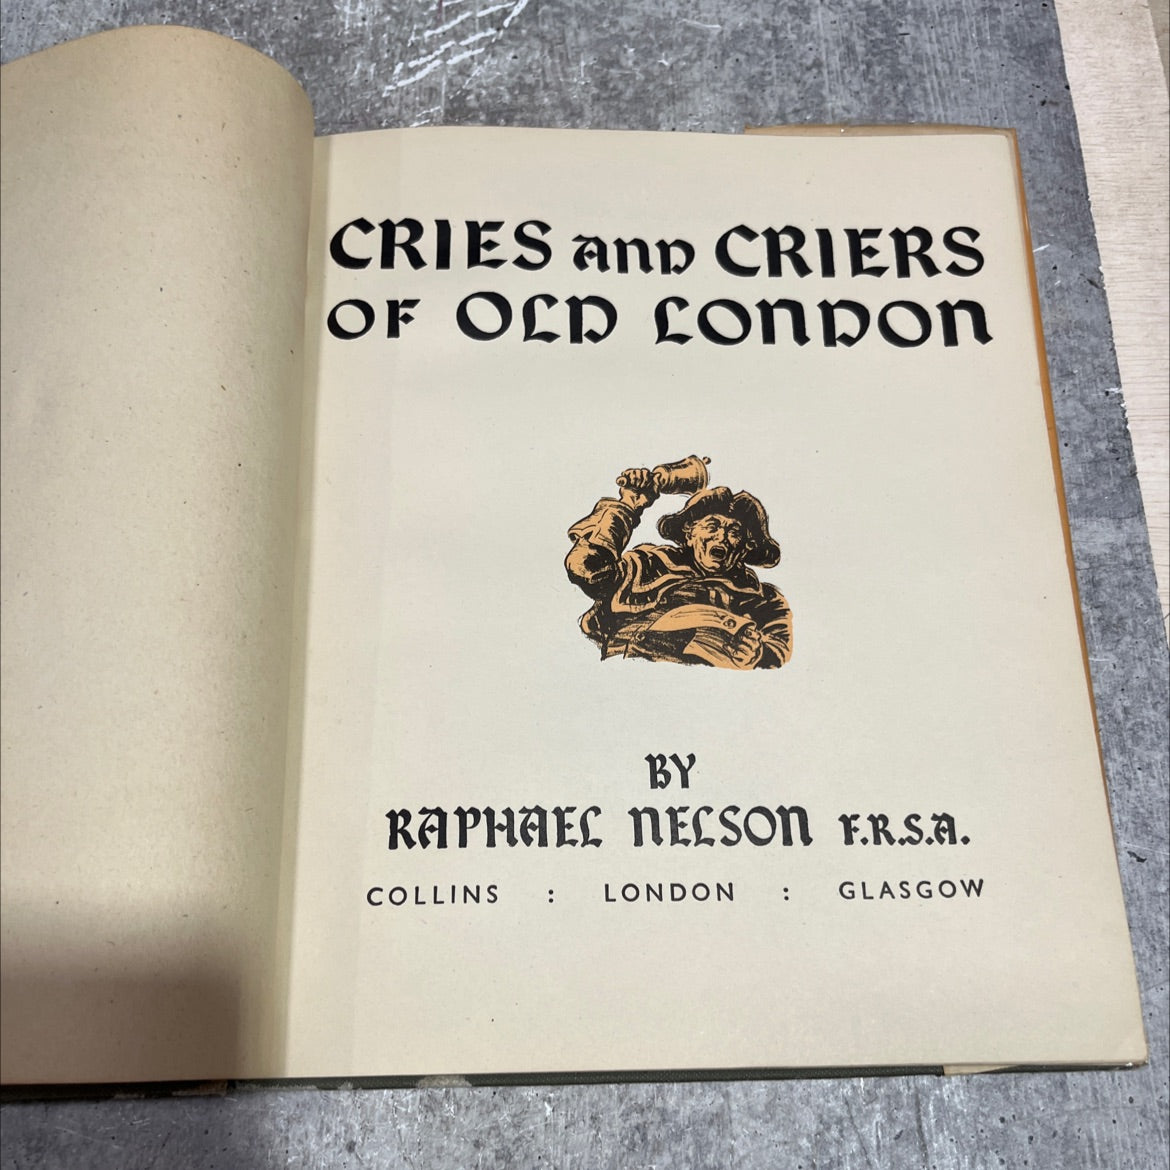 CRIES AND CRIERS
OF OLD LONDON
BY
RAPHAEL NELSON F.R.S.A.
COLLINS : LONDON : GLASGOW